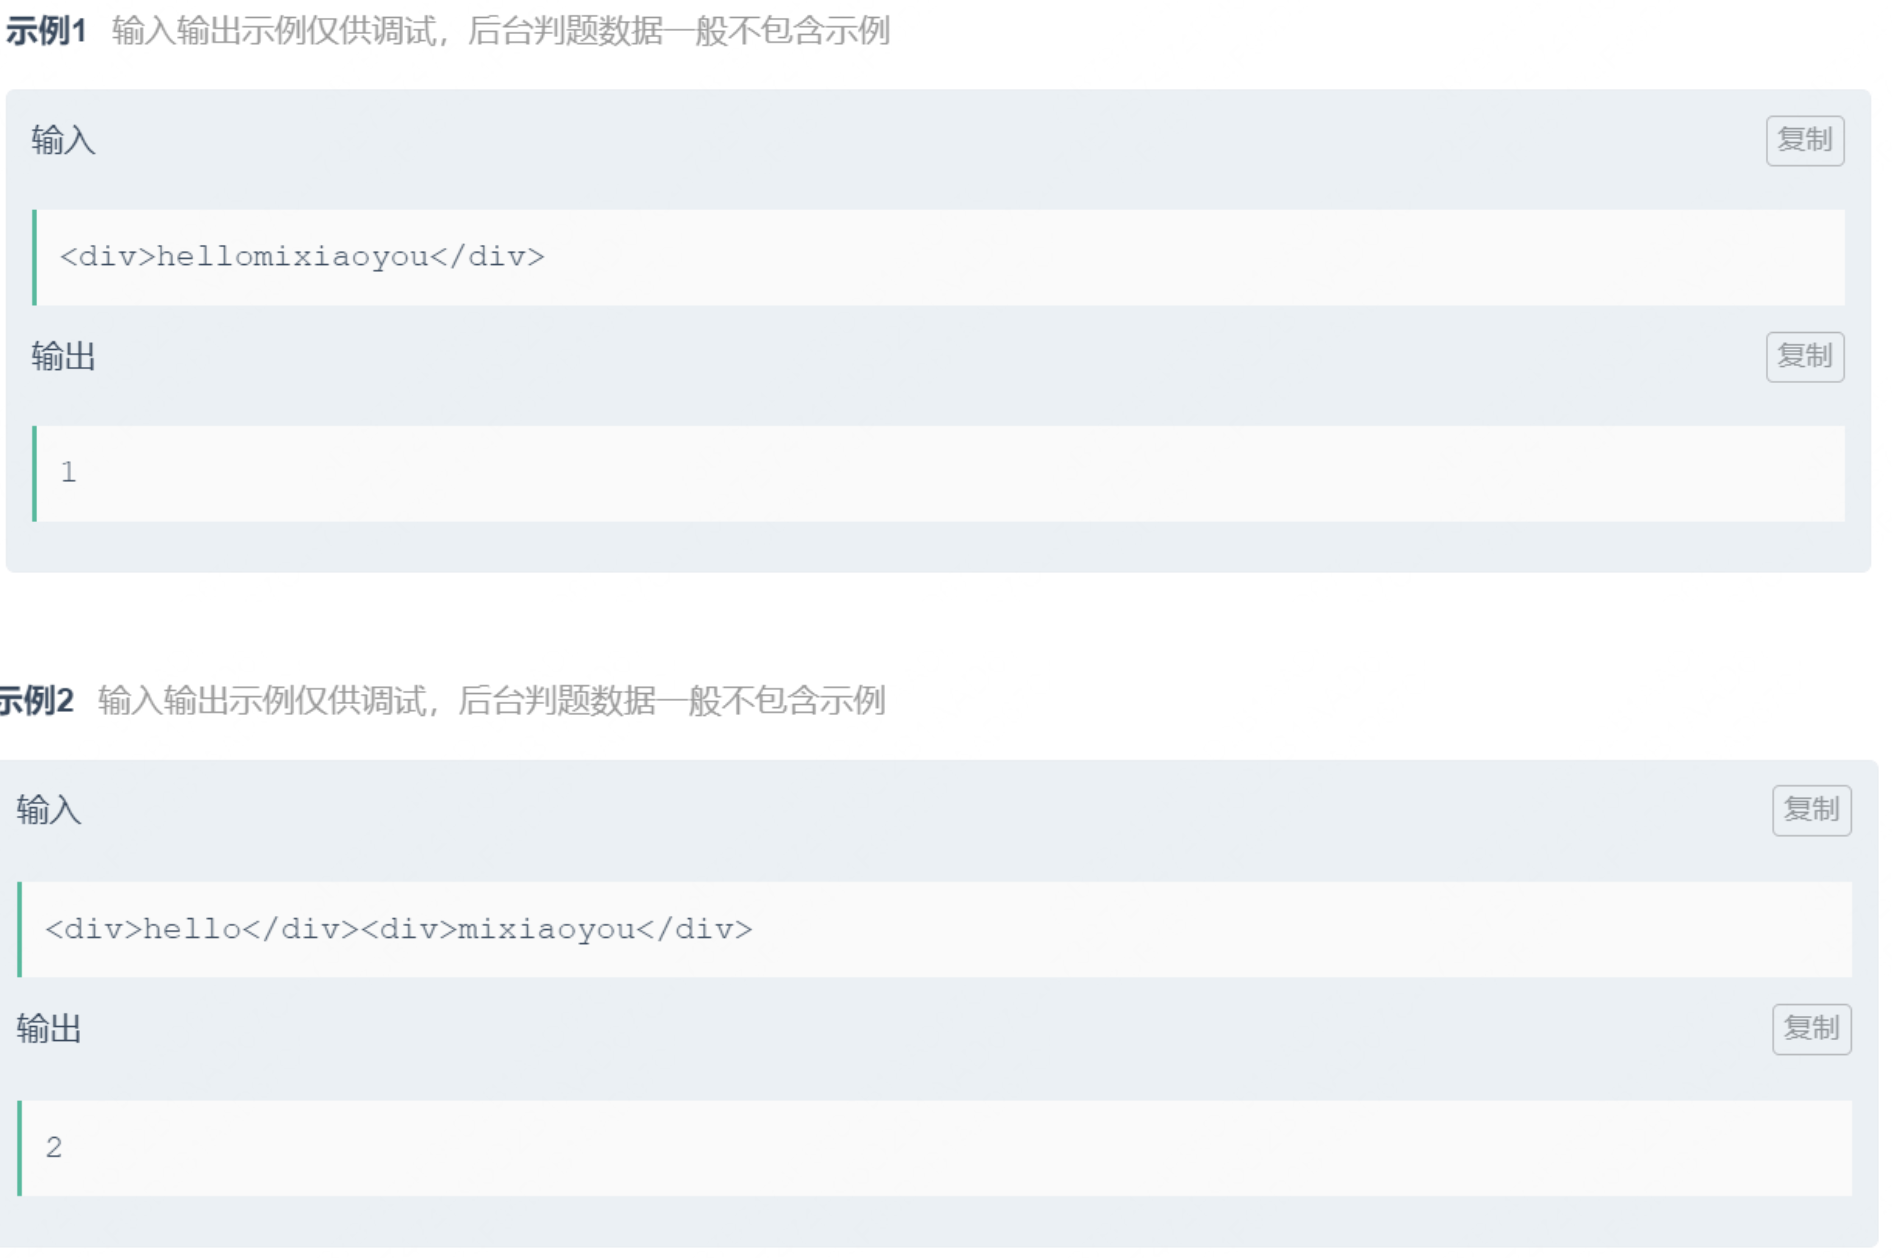 示例1 输入输出示例仅供调试，后台判题数据一般不包含示例
输入 复制
<div>hellomixiaoyou</div>
输出 复制
1
示例2 输入输出示例仅供调试，后台判题数据一般不包含示例
输入 复制
<div>hello</div><div>mixiaoyou</div>
输出 复制
2